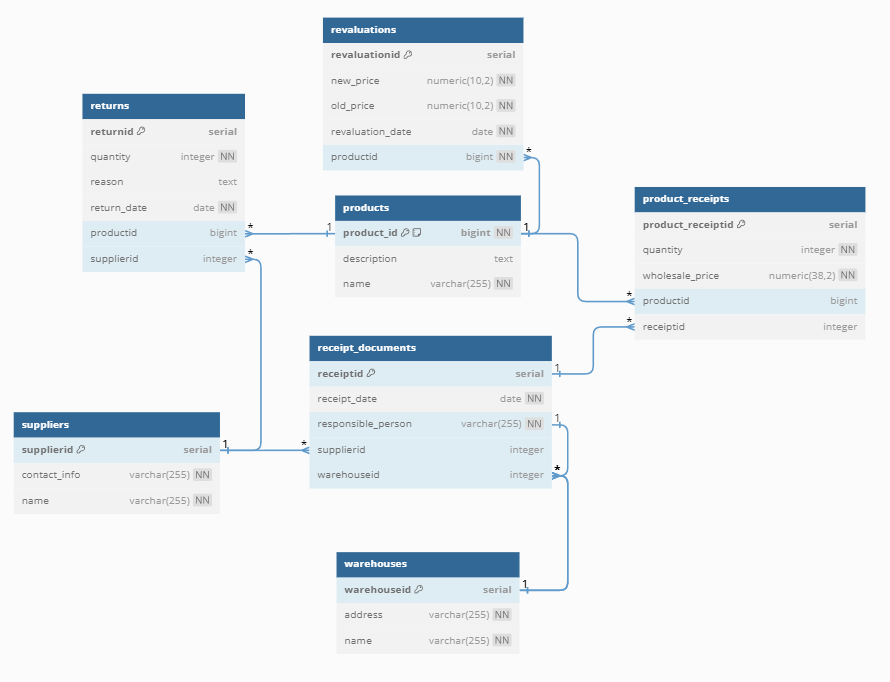 revaluations
revaluationid serial
new_price numeric(10,2) NN
old_price numeric(10,2) NN
revaluation_date date NN
productid bigint NN
*
returns
returnid serial
quantity integer NN
reason text
return_date date NN
productid bigint *
supplierid integer *
products
1 product_id bigint NN 1
description text
name varchar(255) NN
product_receipts
product_receiptid serial
quantity integer NN
wholesale_price numeric(38,2) NN
* productid bigint
* receiptid integer
receipt_documents
receiptid serial 1
receipt_date date NN
responsible_person varchar(255) NN 1
* supplierid integer
warehouseid integer *
suppliers
supplierid serial 1
contact_info varchar(255) NN
name varchar(255) NN
warehouses
warehouseid serial 1
address varchar(255) NN
name varchar(255) NN